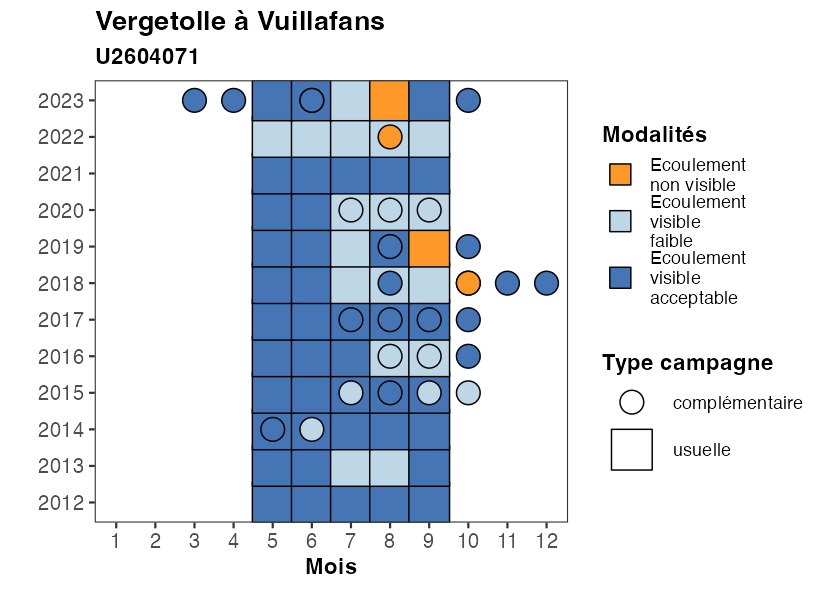 Vergetolle à Vuillafans
U2604071
2023
2022
2021
2020
2019
2018
2017
2016
2015
2014
2013
2012
1 2 3 4 5 6 7 8 9 10 11 12
Mois
Modalités
Ecoulement
non visible
Ecoulement
visible
faible
Ecoulement
visible
acceptable
Type campagne
complémentaire
usuelle